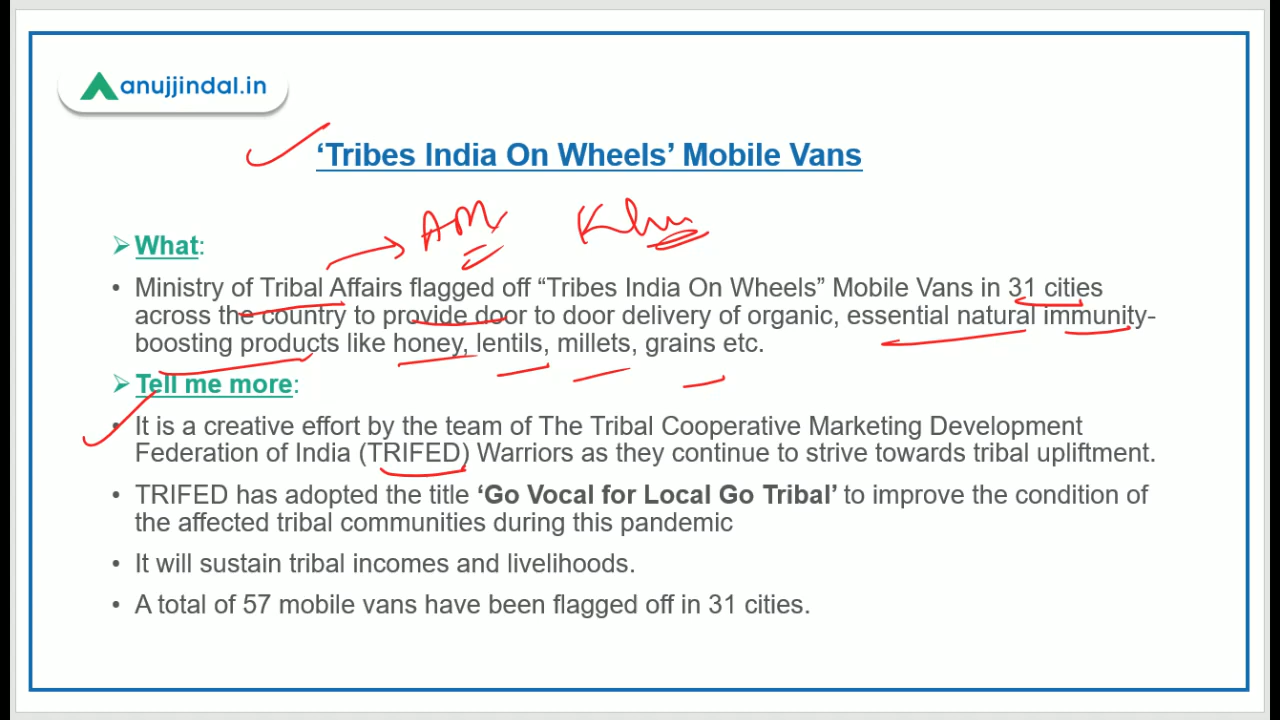 anujjindal.in
‘Tribes India On Wheels’ Mobile Vans
AM
What:
Ministry of Tribal Affairs flagged off “Tribes India On Wheels” Mobile Vans in 31 cities
across the country to provide door to door delivery of organic, essential natural immunity-
boosting products like honey, lentils, millets, grains etc.
Tell me more:
It is a creative effort by the team of The Tribal Cooperative Marketing Development
Federation of India (TRIFED) Warriors as they continue to strive towards tribal upliftment.
TRIFED has adopted the title ‘Go Vocal for Local Go Tribal’ to improve the condition of
the affected tribal communities during this pandemic
It will sustain tribal incomes and livelihoods.
A total of 57 mobile vans have been flagged off in 31 cities.